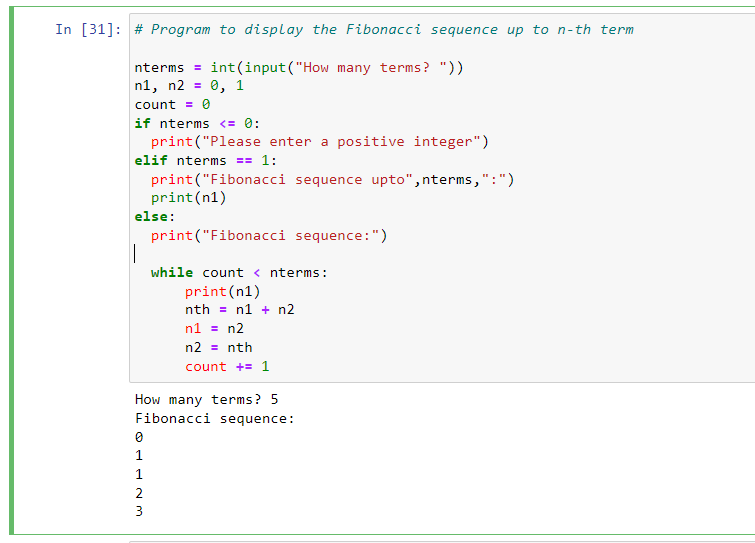 In [31]: # Program to display the Fibonacci sequence up to n-th term

nterms = int(input("How many terms? "))
n1, n2 = 0, 1
count = 0
if nterms <= 0:
  print("Please enter a positive integer")
elif nterms == 1:
  print("Fibonacci sequence upto",nterms,":")
  print(n1)
else:
  print("Fibonacci sequence:")

  while count < nterms:
      print(n1)
      nth = n1 + n2
      n1 = n2
      n2 = nth
      count += 1
How many terms? 5
Fibonacci sequence:
0
1
1
2
3